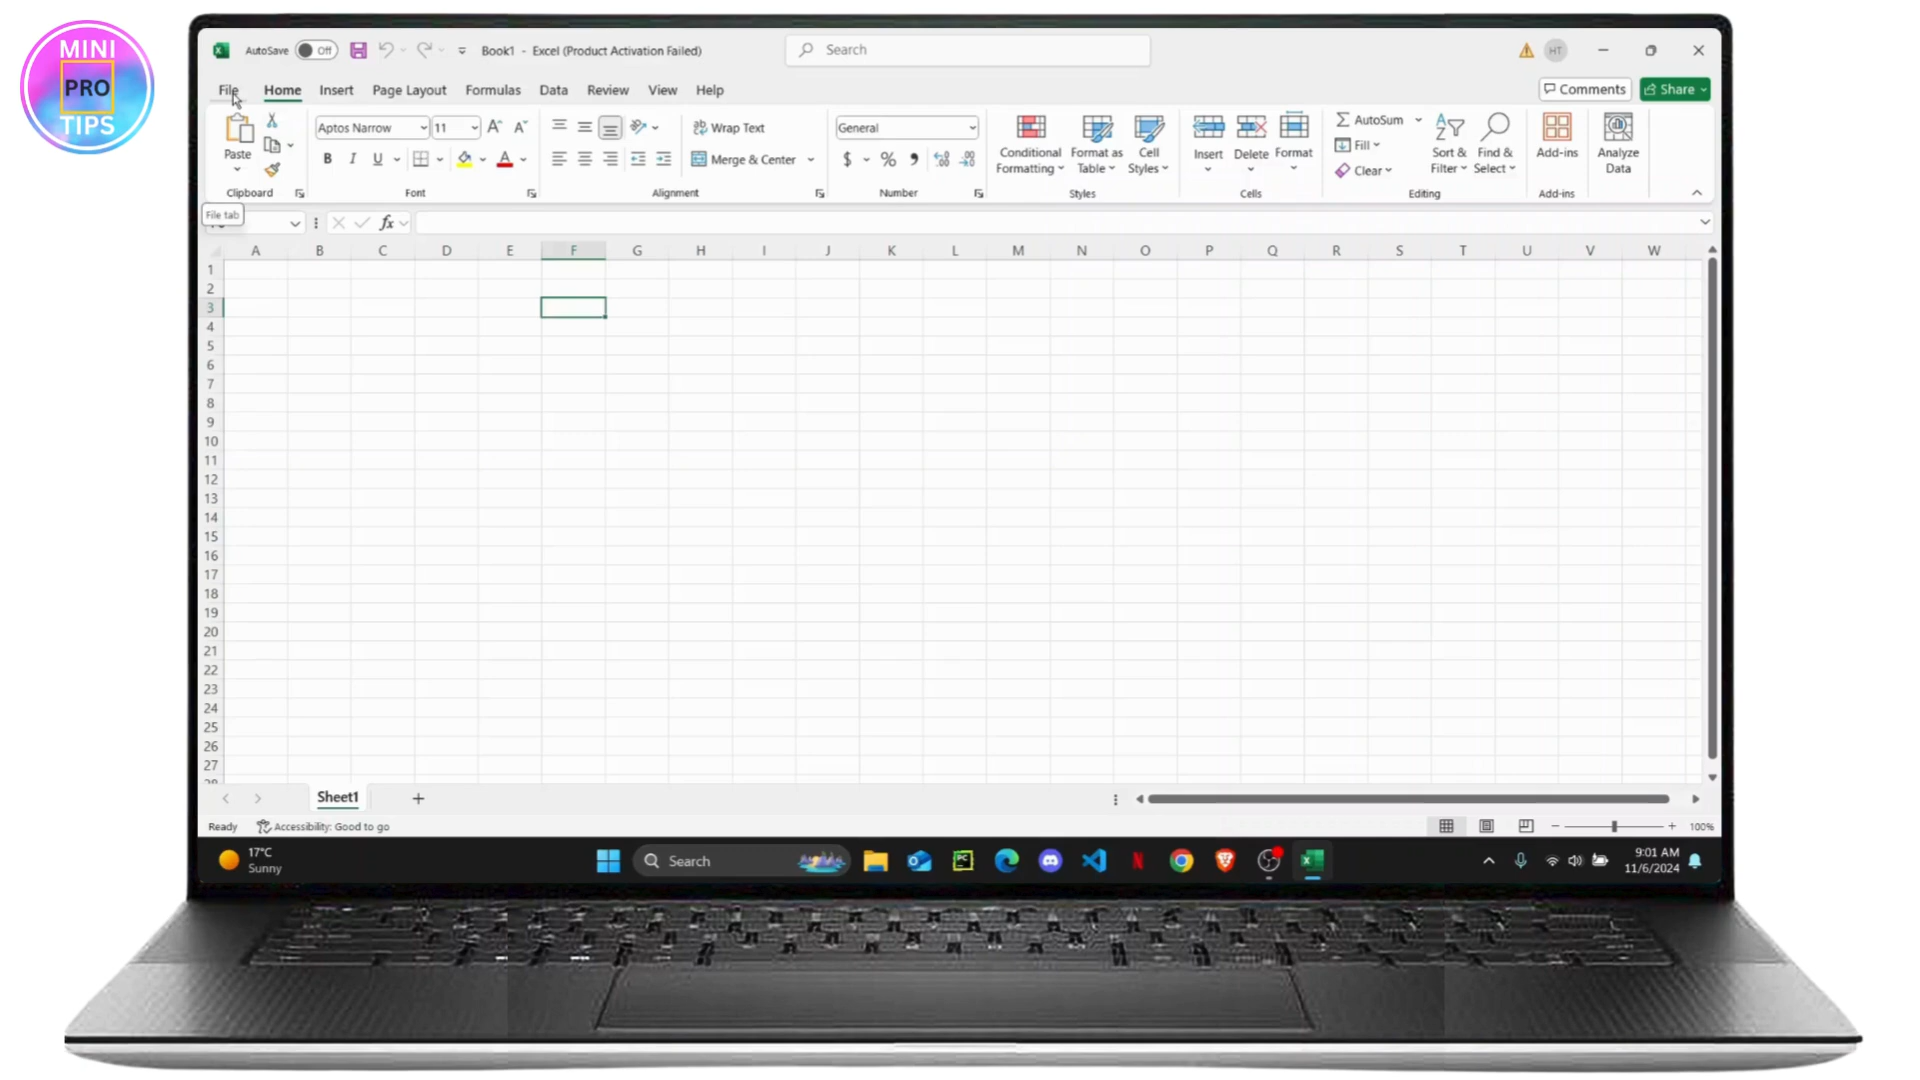 MINI
PRO
TIPS
AutoSave Off Book1 - Excel (Product Activation Failed) Search HT
File Home Insert Page Layout Formulas Data Review View Help Comments Share
Paste
Clipboard
Aptos Narrow 11
B I U A
Font
Wrap Text
Merge & Center
Alignment
General
$ %
Number
Conditional Formatting
Format as Table
Cell Styles
Styles
Insert Delete Format
Cells
AutoSum
Fill
Clear
Sort & Filter
Find & Select
Editing
Add-ins
Add-ins
Analyze Data
File tab
fx
A B C D E F G H I J K L M N O P Q R S T U V W
1
2
3
4
5
6
7
8
9
10
11
12
13
14
15
16
17
18
19
20
21
22
23
24
25
26
27
Sheet1
Ready Accessibility: Good to go 100%
17°C
Sunny
Search
9:01 AM
11/6/2024